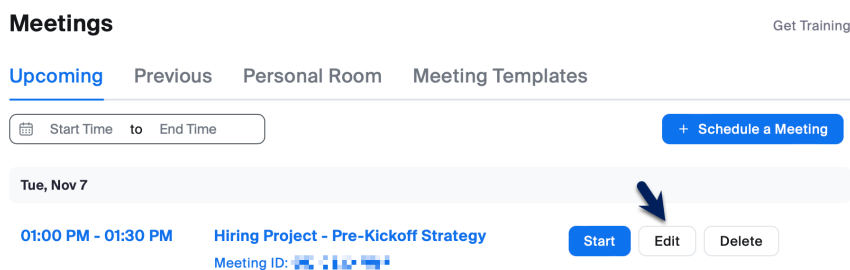 Meetings
Get Training
Upcoming Previous Personal Room Meeting Templates
Start Time to End Time
+ Schedule a Meeting
Tue, Nov 7
01:00 PM - 01:30 PM Hiring Project - Pre-Kickoff Strategy Start Edit Delete
Meeting ID: